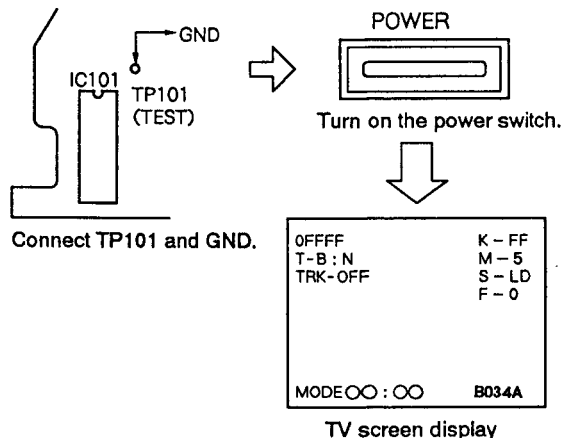 GND
IC101
TP101
(TEST)
Connect TP101 and GND.
POWER
Turn on the power switch.
0FFFF
T-B : N
TRK-OFF
K – FF
M – 5
S – LD
F – 0
MODE○○ : ○○
B034A
TV screen display